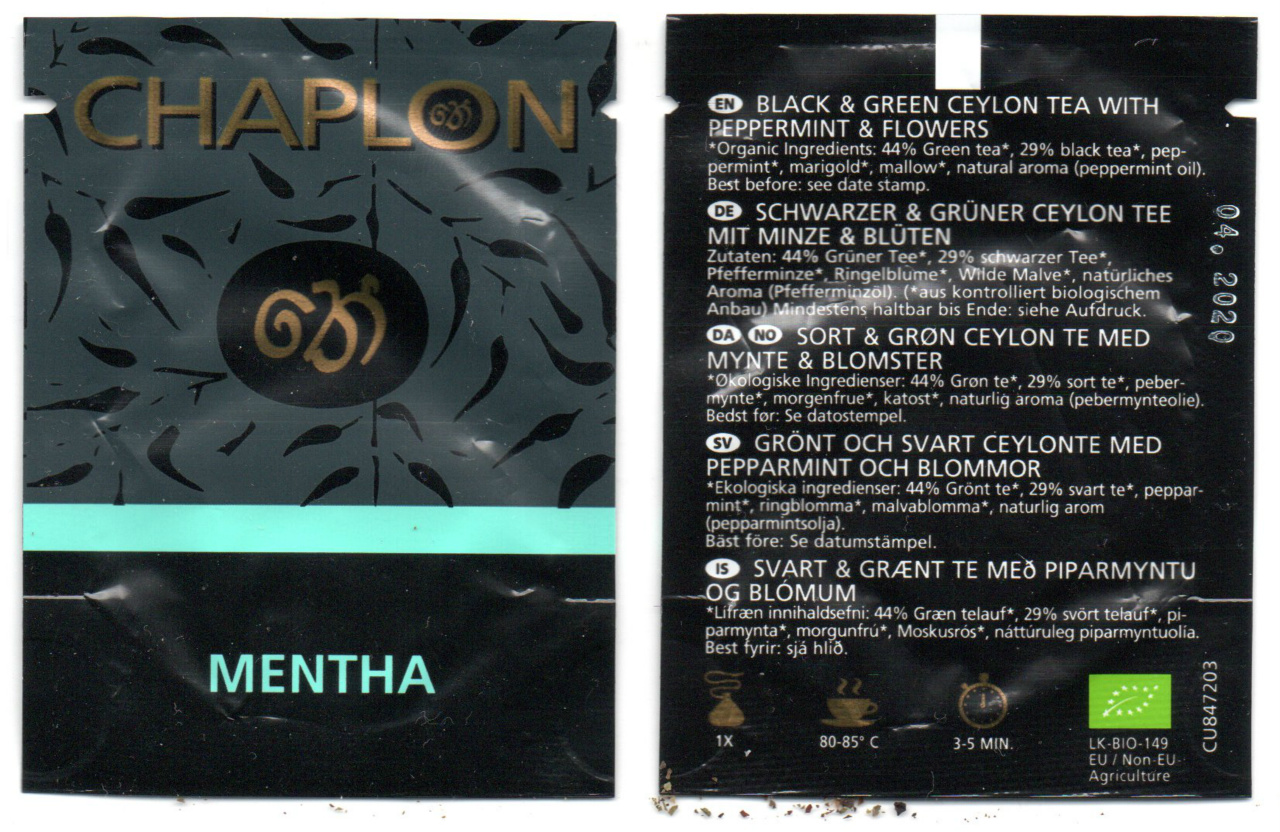 CHAPLON
MENTHA
EN BLACK & GREEN CEYLON TEA WITH
PEPPERMINT & FLOWERS
*Organic Ingredients: 44% Green tea*, 29% black tea*, pep-
permint*, marigold*, mallow*, natural aroma (peppermint oil).
Best before: see date stamp.
DE SCHWARZER & GRÜNER CEYLON TEE
MIT MINZE & BLÜTEN
Zutaten: 44% Grüner Tee*, 29% schwarzer Tee*,
Pfefferminze*, Ringelblume*, Wilde Malve*, natürliches
Aroma (Pfefferminzöl). (*aus kontrolliert biologischem
Anbau) Mindestens haltbar bis Ende: siehe Aufdruck.
DA NO SORT & GRØN CEYLON TE MED
MYNTE & BLOMSTER
*Økologiske Ingredienser: 44% Grøn te*, 29% sort te*, peber-
mynte*, morgenfrue*, katost*, naturlig aroma (pebermynteolie).
Bedst før: Se datostempel.
SV GRÖNT OCH SVART CEYLONTE MED
PEPPARMINT OCH BLOMMOR
*Ekologiska ingredienser: 44% Grönt te*, 29% svart te*, peppar-
mint*, ringblomma*, malvablomma*, naturlig arom
(pepparmintsolja).
Bäst före: Se datumstämpel.
IS SVART & GRÆNT TE MEð PIPARMYNTU
OG BLÓMUM
*Lífræn innihaldsefni: 44% Græn telauf*, 29% svört telauf*, pi-
parmynta*, morgunfrú*, Moskusrós*, náttúruleg piparmyntuolía.
Best fyrir: sjá hlið.
1X
80-85° C
3-5 MIN.
LK-BIO-149
EU / Non-EU-
Agriculture
04. 2020
CU847203